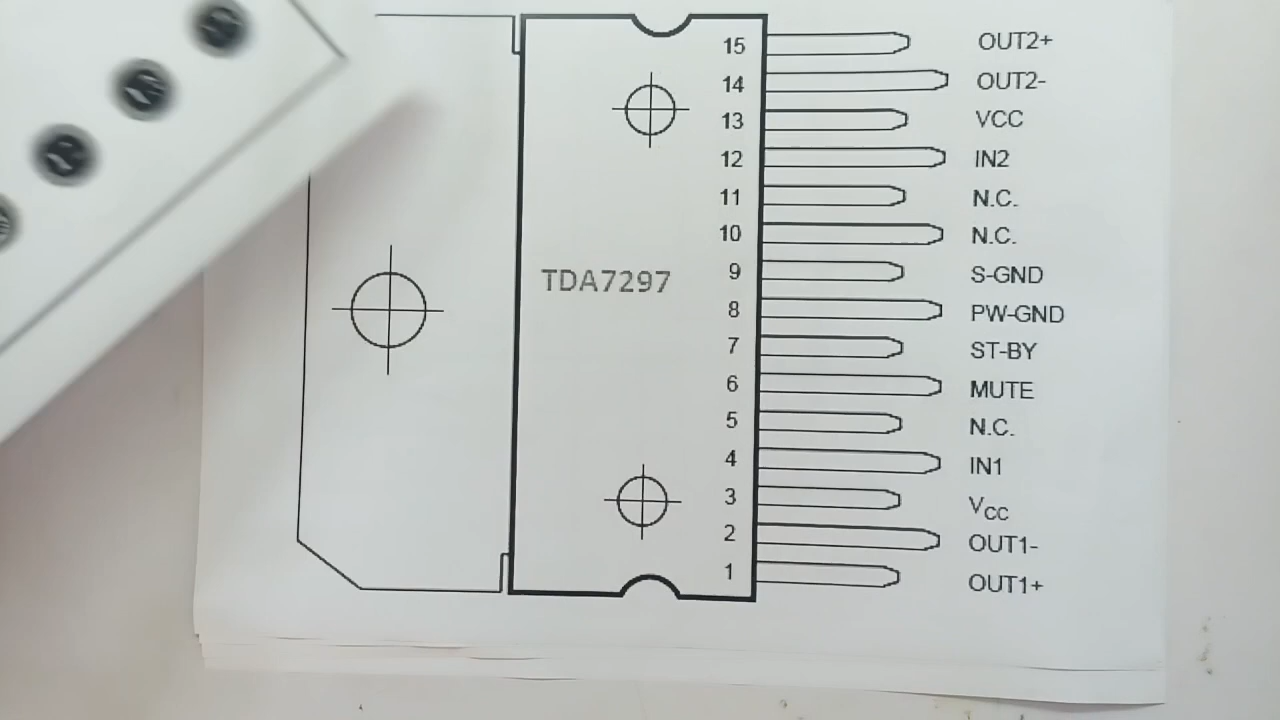 15 OUT2+
14 OUT2-
13 VCC
12 IN2
11 N.C.
10 N.C.
9 S-GND
TDA7297
8 PW-GND
7 ST-BY
6 MUTE
5 N.C.
4 IN1
3 VCC
2 OUT1-
1 OUT1+